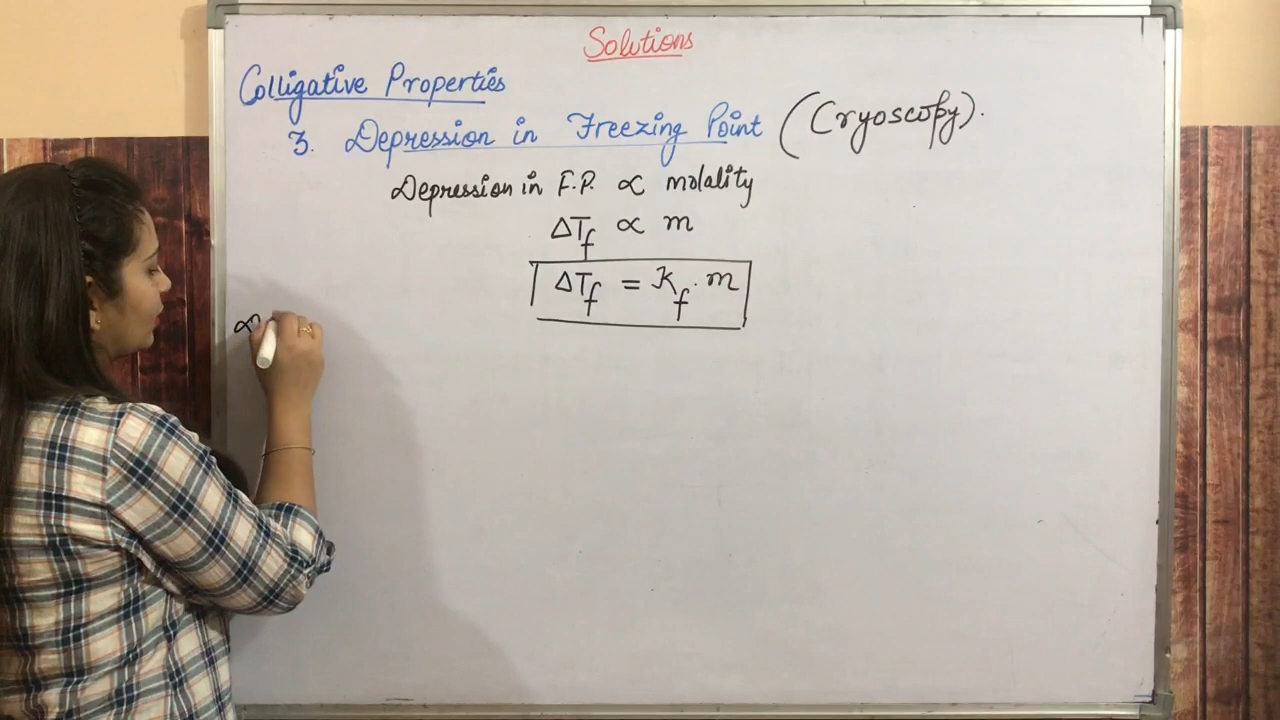 Solutions
Colligative Properties
3. Depression in Freezing Point (Cryoscopy).
Depression in F.P. ∝ molality
ΔTf ∝ m
ΔTf = Kf · m